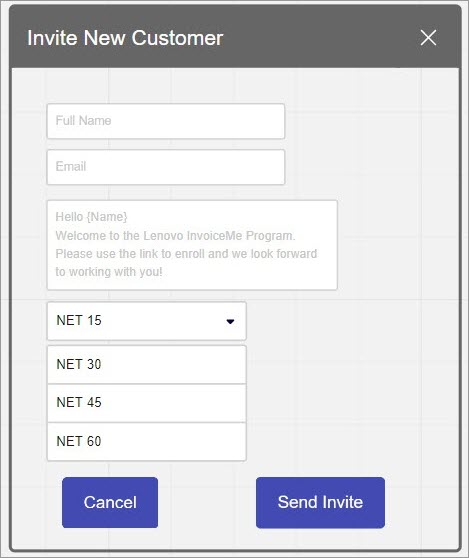 Invite New Customer
Full Name
Email
Hello {Name}
Welcome to the Lenovo InvoiceMe Program.
Please use the link to enroll and we look forward
to working with you!
NET 15
NET 30
NET 45
NET 60
Cancel
Send Invite